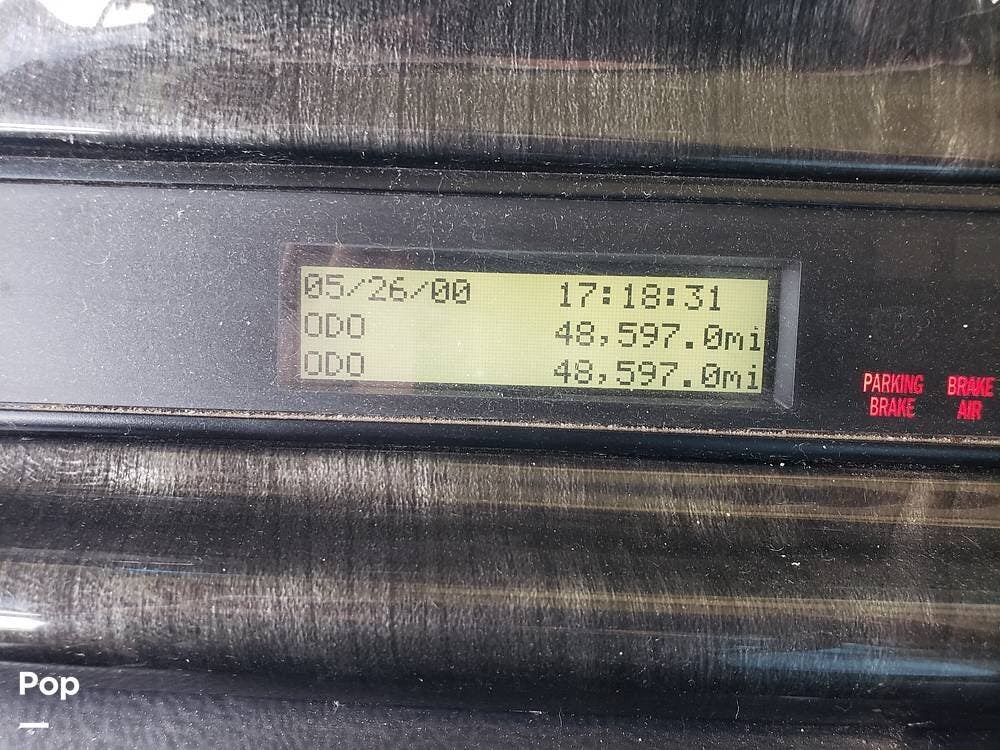 05/26/00 17:18:31
ODO 48,597.0mi
ODO 48,597.0mi
PARKING BRAKE
BRAKE AIR
Pop